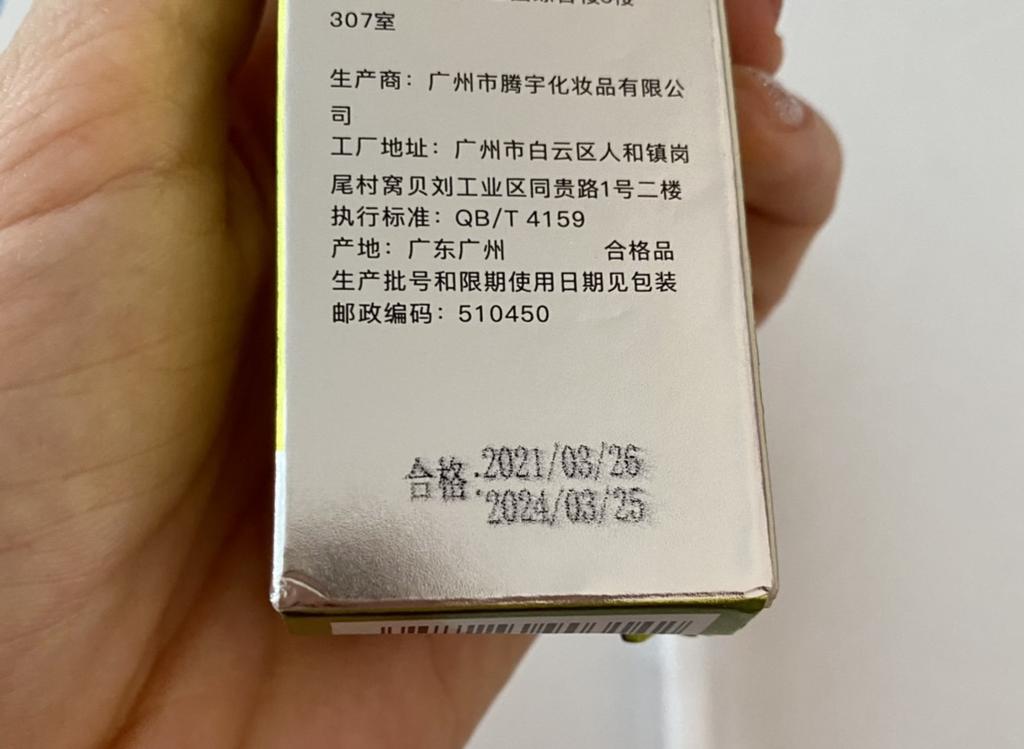 307室
生产商：广州市腾宇化妆品有限公
司
工厂地址：广州市白云区人和镇岗
尾村窝贝刘工业区同贵路1号二楼
执行标准：QB/T 4159
产地：广东广州 合格品
生产批号和限期使用日期见包装
邮政编码：510450
合格:2021/03/26
2024/03/25